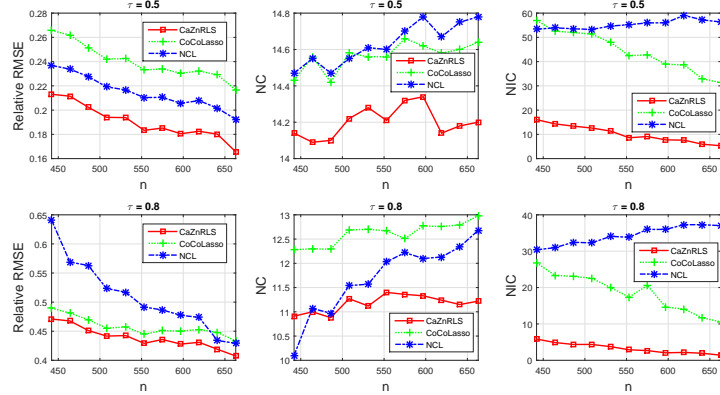 τ = 0.5
Relative RMSE
0.28
0.26
0.24
0.22
0.2
0.18
0.16
450 500 550 600 650
n
CaZnRLS
CoCoLasso
NCL
τ = 0.5
NC
14.8
14.6
14.4
14.2
14
450 500 550 600 650
n
CaZnRLS
CoCoLasso
NCL
τ = 0.5
NIC
60
50
40
30
20
10
0
450 500 550 600 650
n
CaZnRLS
CoCoLasso
NCL
τ = 0.8
Relative RMSE
0.65
0.6
0.55
0.5
0.45
0.4
450 500 550 600 650
n
CaZnRLS
CoCoLasso
NCL
τ = 0.8
NC
13
12.5
12
11.5
11
10.5
10
450 500 550 600 650
n
CaZnRLS
CoCoLasso
NCL
τ = 0.8
NIC
40
30
20
10
0
450 500 550 600 650
n
CaZnRLS
CoCoLasso
NCL